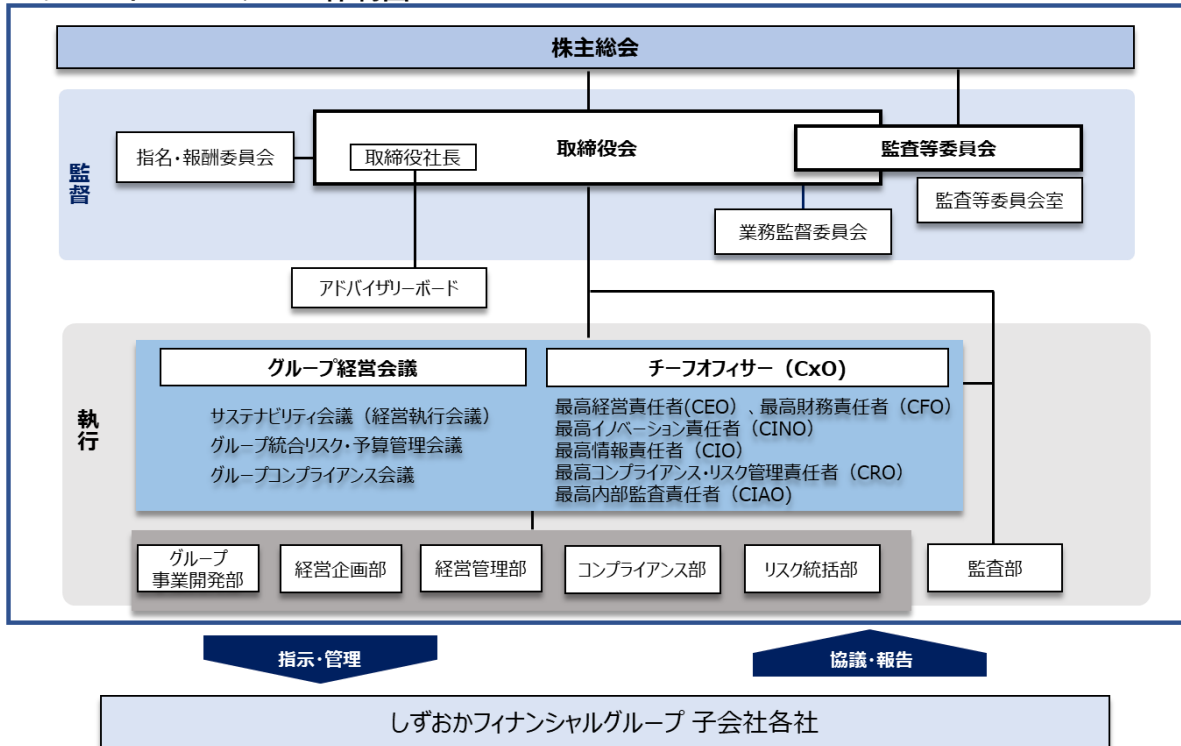 株主総会
監督
指名・報酬委員会
取締役社長
取締役会
監査等委員会
監査等委員会室
業務監督委員会
アドバイザリーボード
執行
グループ経営会議
サステナビリティ会議（経営執行会議）
グループ統合リスク・予算管理会議
グループコンプライアンス会議
チーフオフィサー（CxO）
最高経営責任者(CEO）、最高財務責任者（CFO）
最高イノベーション責任者（CINO）
最高情報責任者（CIO）
最高コンプライアンス・リスク管理責任者（CRO）
最高内部監査責任者（CIAO）
グループ
事業開発部
経営企画部
経営管理部
コンプライアンス部
リスク統括部
監査部
指示・管理
協議・報告
しずおかフィナンシャルグループ 子会社各社